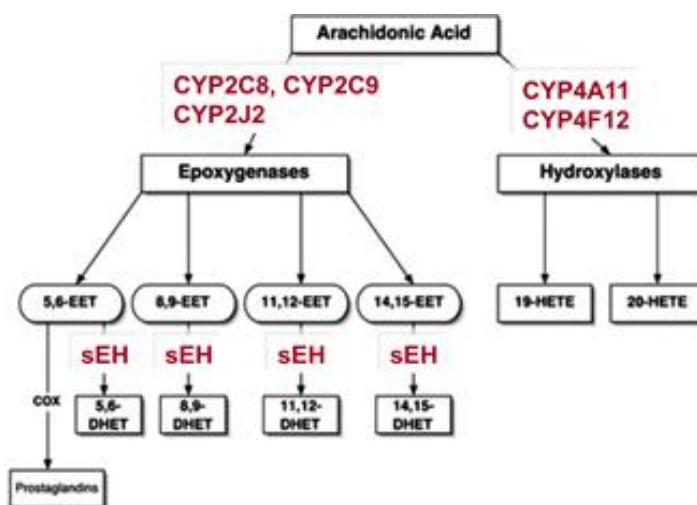 Arachidonic Acid
CYP2C8, CYP2C9
CYP2J2
CYP4A11
CYP4F12
Epoxygenases
Hydroxylases
5,6-EET
8,9-EET
11,12-EET
14,15-EET
19-HETE
20-HETE
sEH
sEH
sEH
sEH
COX
5,6-
DHET
8,9-
DHET
11,12-
DHET
14,15-
DHET
Prostaglandins